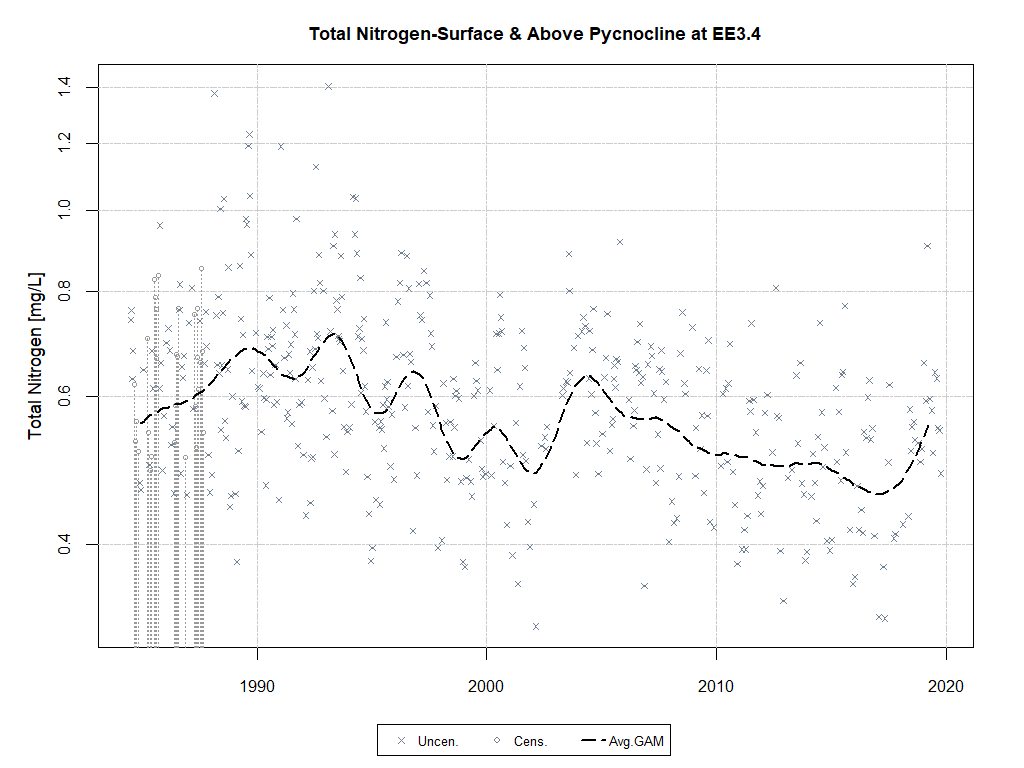 Total Nitrogen-Surface & Above Pycnocline at EE3.4
Total Nitrogen [mg/L]
1.4
1.2
1.0
0.8
0.6
0.4
1990 2000 2010 2020
Uncen. Cens. Avg.GAM